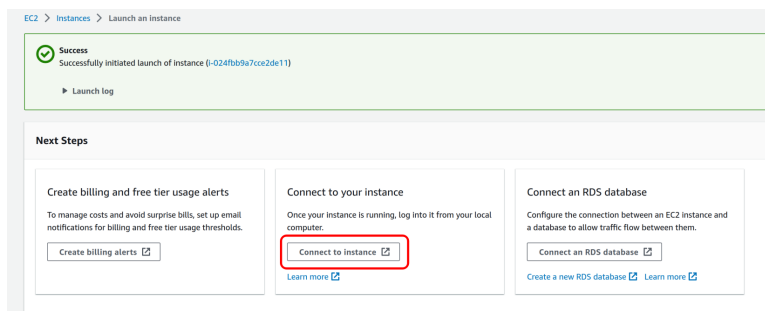 EC2 > Instances > Launch an instance
Success
Successfully initiated launch of instance (i-024fbb9a7cce2de11)
Launch log
Next Steps
Create billing and free tier usage alerts
To manage costs and avoid surprise bills, set up email
notifications for billing and free tier usage thresholds.
Create billing alerts
Connect to your instance
Once your instance is running, log into it from your local
computer.
Connect to instance
Learn more
Connect an RDS database
Configure the connection between an EC2 instance and
a database to allow traffic flow between them.
Connect an RDS database
Create a new RDS database Learn more